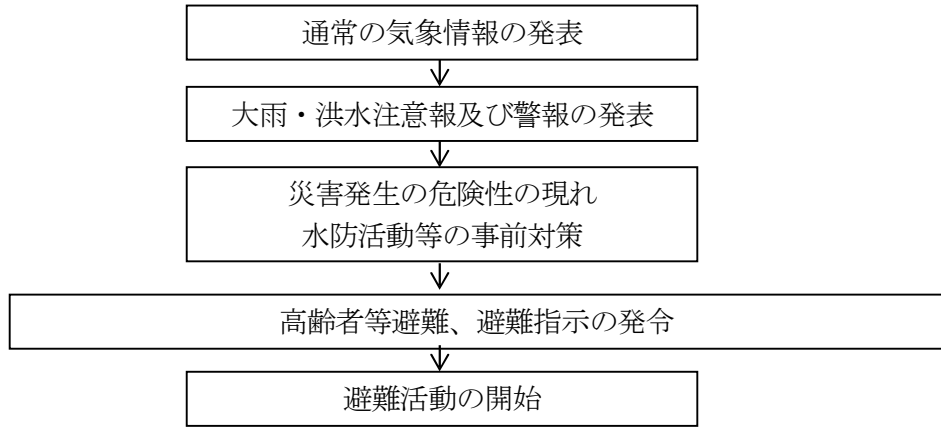 通常の気象情報の発表
大雨・洪水注意報及び警報の発表
災害発生の危険性の現れ
水防活動等の事前対策
高齢者等避難、避難指示の発令
避難活動の開始